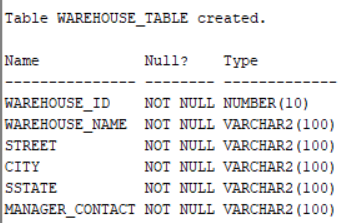 Table WAREHOUSE_TABLE created.
Name Null? Type
--------------- -------- -------------
WAREHOUSE_ID NOT NULL NUMBER(10)
WAREHOUSE_NAME NOT NULL VARCHAR2(100)
STREET NOT NULL VARCHAR2(100)
CITY NOT NULL VARCHAR2(100)
SSTATE NOT NULL VARCHAR2(100)
MANAGER_CONTACT NOT NULL VARCHAR2(100)